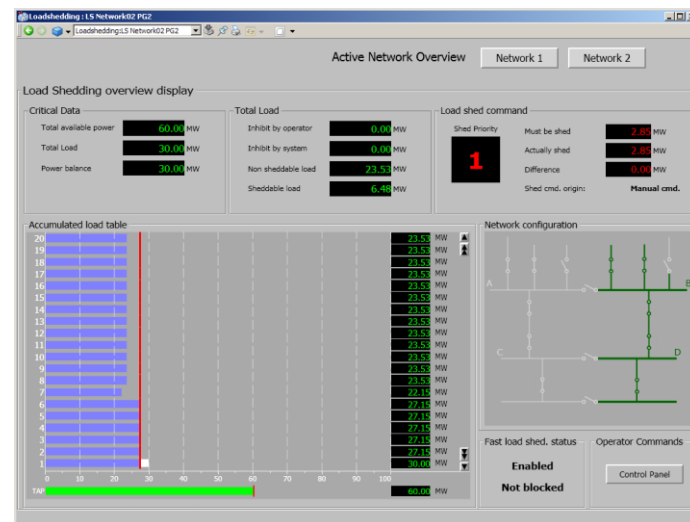 Loadshedding : LS Network02 PG2
Loadshedding:LS Network02 PG2
Active Network Overview
Network 1
Network 2
Load Shedding overview display
Critical Data
Total available power 60.00 MW
Total Load 30.00 MW
Power balance 30.00 MW
Total Load
Inhibit by operator 0.00 MW
Inhibit by system 0.00 MW
Non sheddable load 23.53 MW
Sheddable load 6.48 MW
Load shed command
Shed Priority
1
Must be shed 2.85 MW
Actually shed 2.85 MW
Difference 0.00 MW
Shed cmd. origin: Manual cmd.
Accumulated load table
20 23.53 MW
19 23.53 MW
18 23.53 MW
17 23.53 MW
16 23.53 MW
15 23.53 MW
14 23.53 MW
13 23.53 MW
12 23.53 MW
11 23.53 MW
10 23.53 MW
9 23.53 MW
8 23.53 MW
7 22.15 MW
6 27.15 MW
5 27.15 MW
4 27.15 MW
3 27.15 MW
2 27.15 MW
1 30.00 MW
0 10 20 30 40 50 60 70 80 90 100
TAP 60.00 MW
Network configuration
A
B
C
D
Fast load shed. status
Enabled
Not blocked
Operator Commands
Control Panel